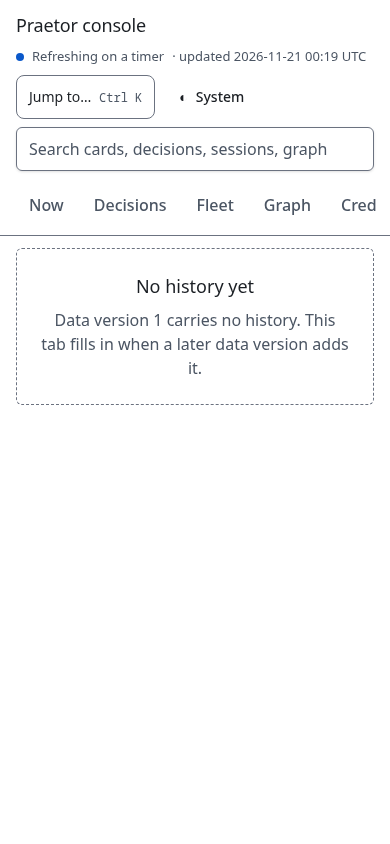 Praetor console
Refreshing on a timer · updated 2026-11-21 00:19 UTC
Jump to... Ctrl K System
Search cards, decisions, sessions, graph
Now Decisions Fleet Graph Cred
No history yet
Data version 1 carries no history. This
tab fills in when a later data version adds
it.